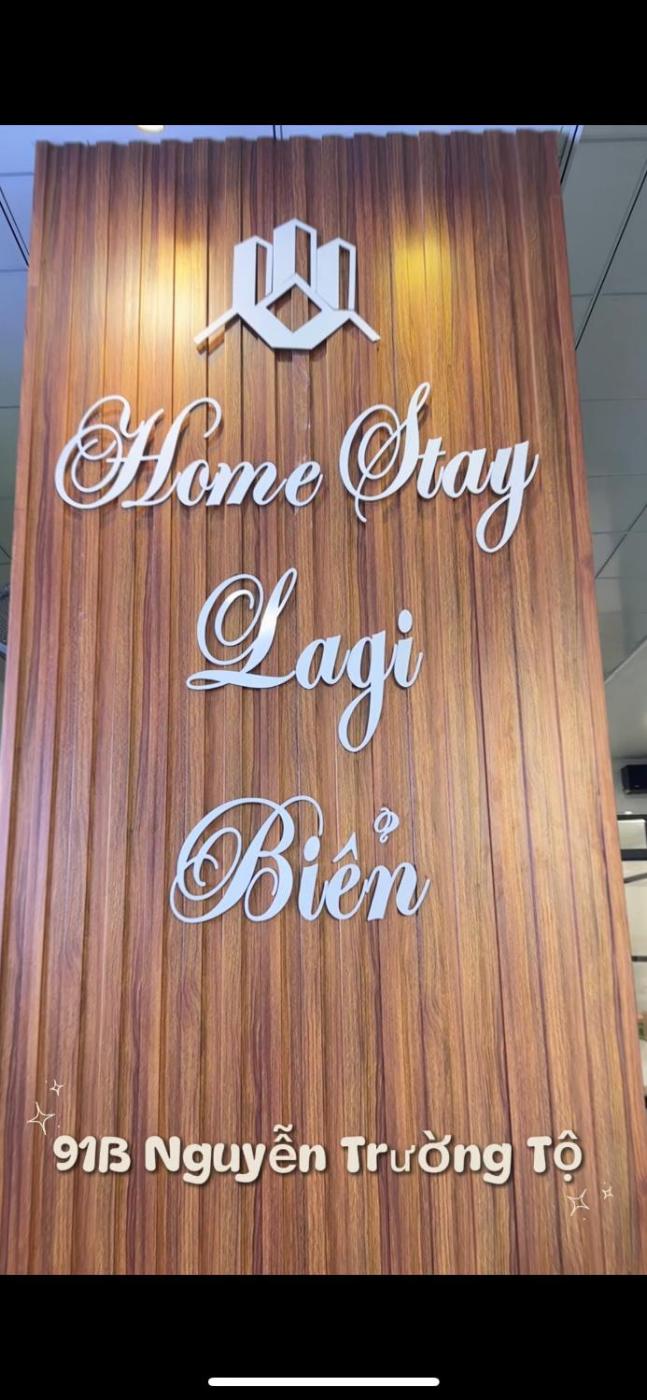 Home Stay
Lagi
Biển
91B Nguyễn Trường Tộ